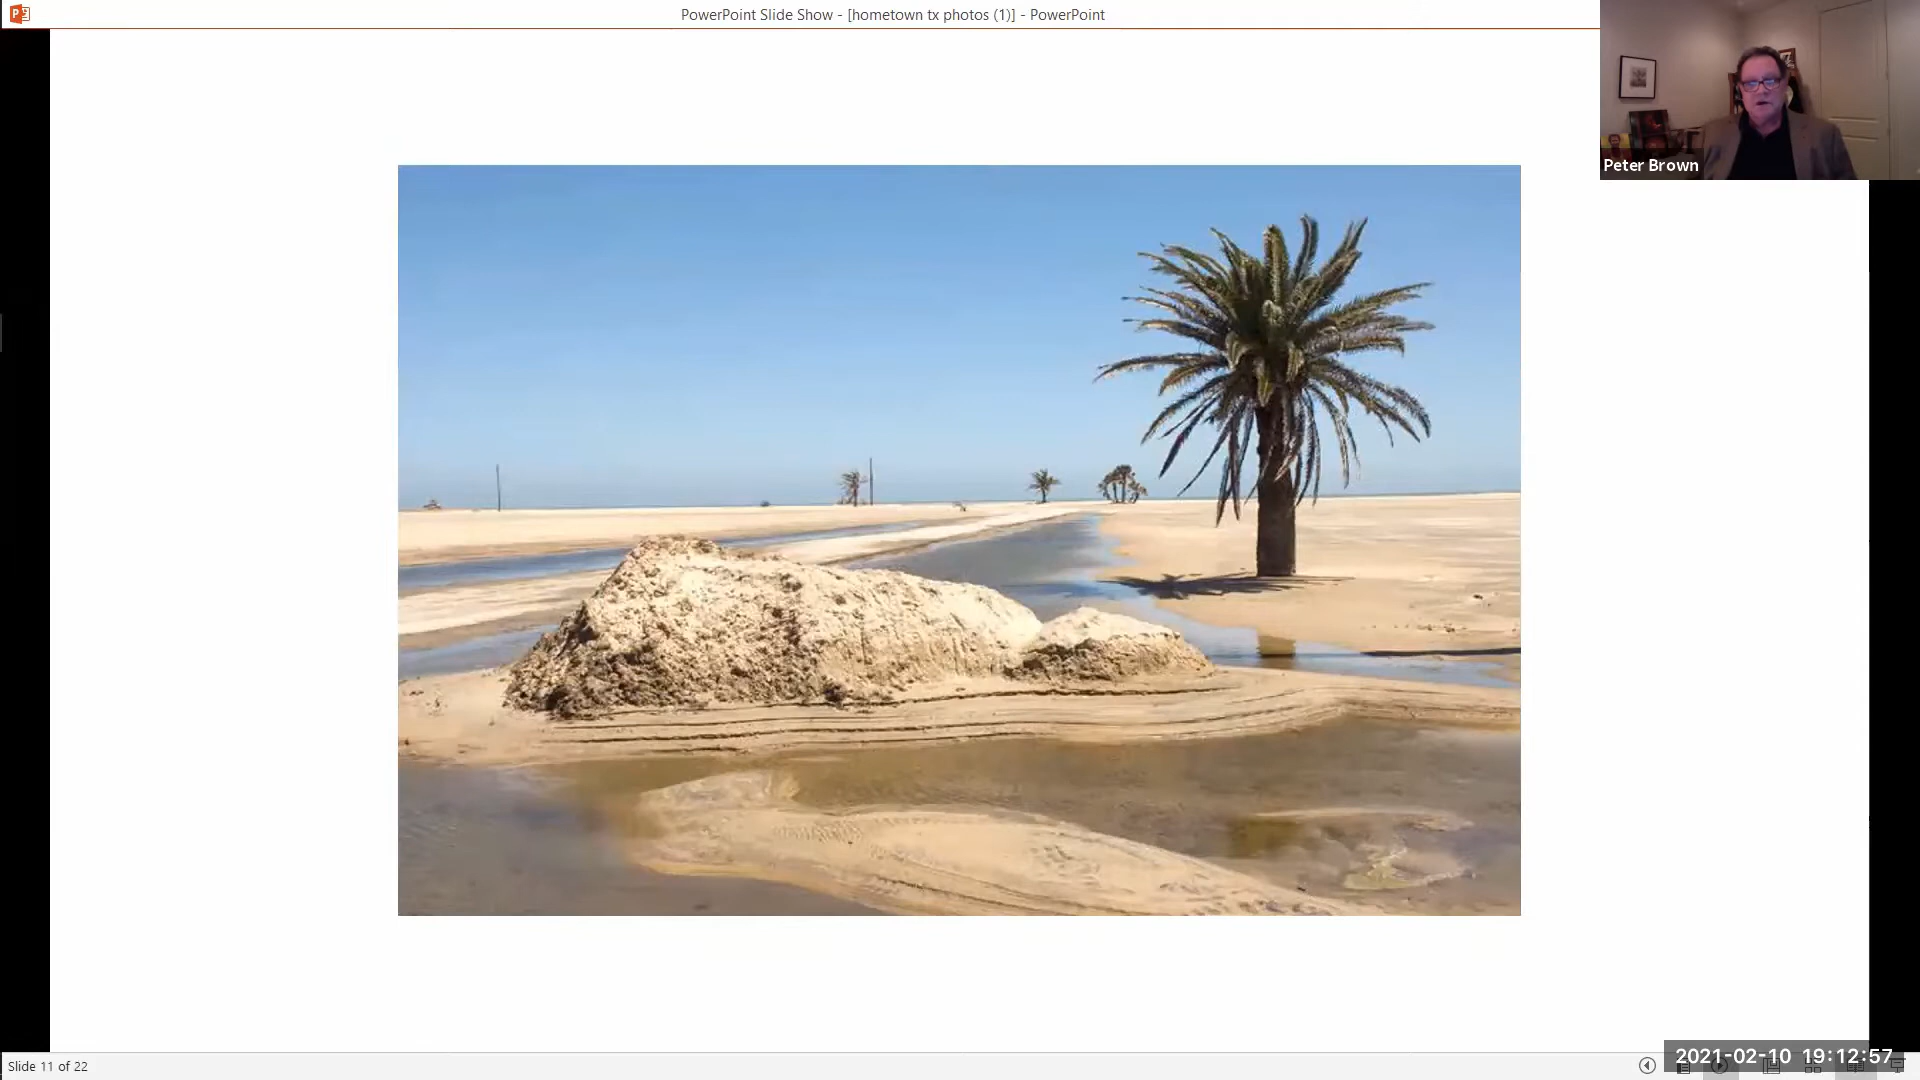 PowerPoint Slide Show - [hometown tx photos (1)] - PowerPoint
Peter Brown
Slide 11 of 22
2021-02-10 19:12:57